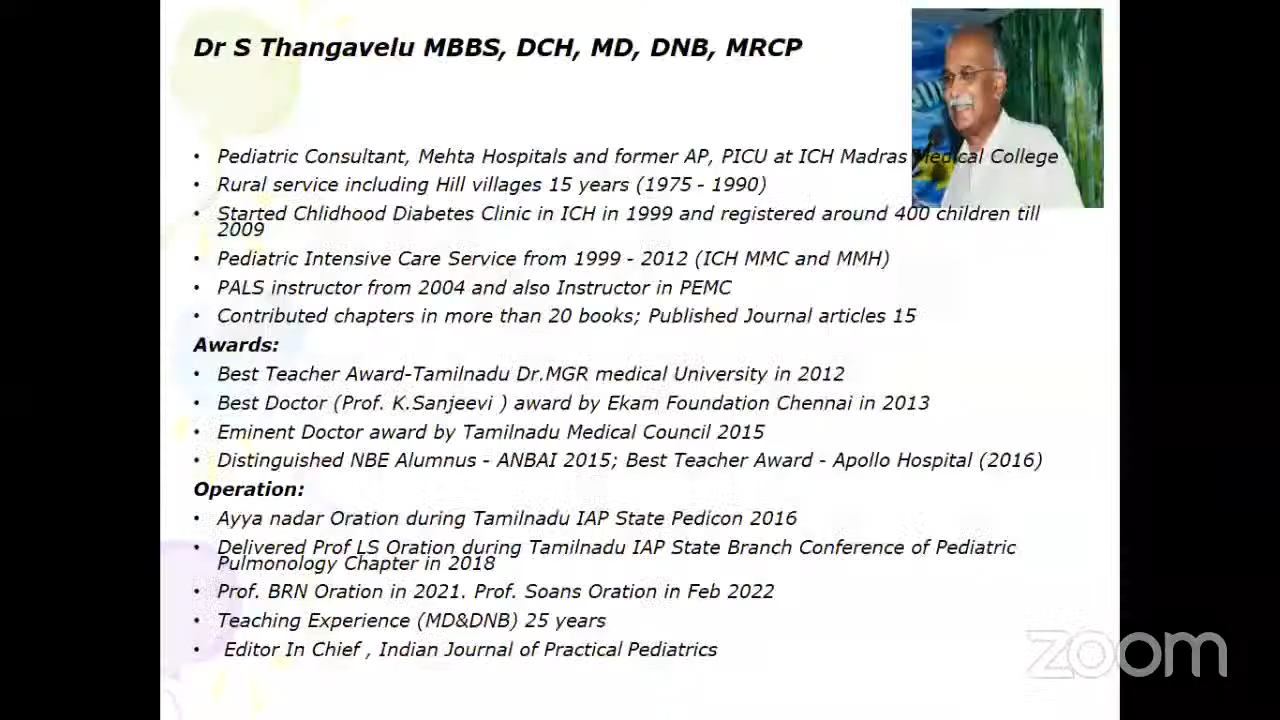 Dr S Thangavelu MBBS, DCH, MD, DNB, MRCP
• Pediatric Consultant, Mehta Hospitals and former AP, PICU at ICH Madras Medical College
• Rural service including Hill villages 15 years (1975 - 1990)
• Started Chlidhood Diabetes Clinic in ICH in 1999 and registered around 400 children till
2009
• Pediatric Intensive Care Service from 1999 - 2012 (ICH MMC and MMH)
• PALS instructor from 2004 and also Instructor in PEMC
• Contributed chapters in more than 20 books; Published Journal articles 15
Awards:
• Best Teacher Award-Tamilnadu Dr.MGR medical University in 2012
• Best Doctor (Prof. K.Sanjeevi ) award by Ekam Foundation Chennai in 2013
• Eminent Doctor award by Tamilnadu Medical Council 2015
• Distinguished NBE Alumnus - ANBAI 2015; Best Teacher Award - Apollo Hospital (2016)
Operation:
• Ayya nadar Oration during Tamilnadu IAP State Pedicon 2016
• Delivered Prof LS Oration during Tamilnadu IAP State Branch Conference of Pediatric
Pulmonology Chapter in 2018
• Prof. BRN Oration in 2021. Prof. Soans Oration in Feb 2022
• Teaching Experience (MD&DNB) 25 years
• Editor In Chief , Indian Journal of Practical Pediatrics
zoom